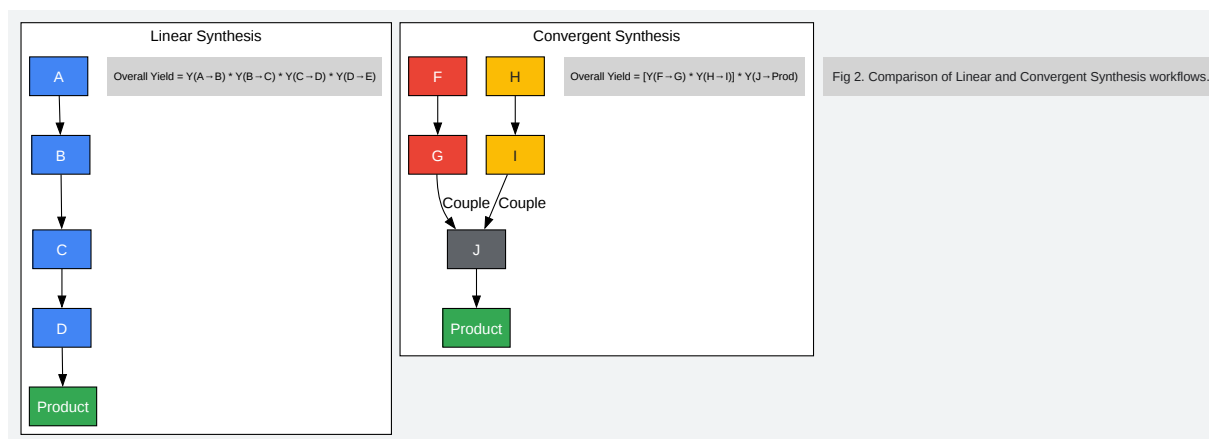 Linear Synthesis
A
Overall Yield = Y(A→B) * Y(B→C) * Y(C→D) * Y(D→E)
B
C
D
Product
Convergent Synthesis
F
H
Overall Yield = [Y(F→G) * Y(H→I)] * Y(J→Prod)
G
I
Couple
Couple
J
Product
Fig 2. Comparison of Linear and Convergent Synthesis workflows.